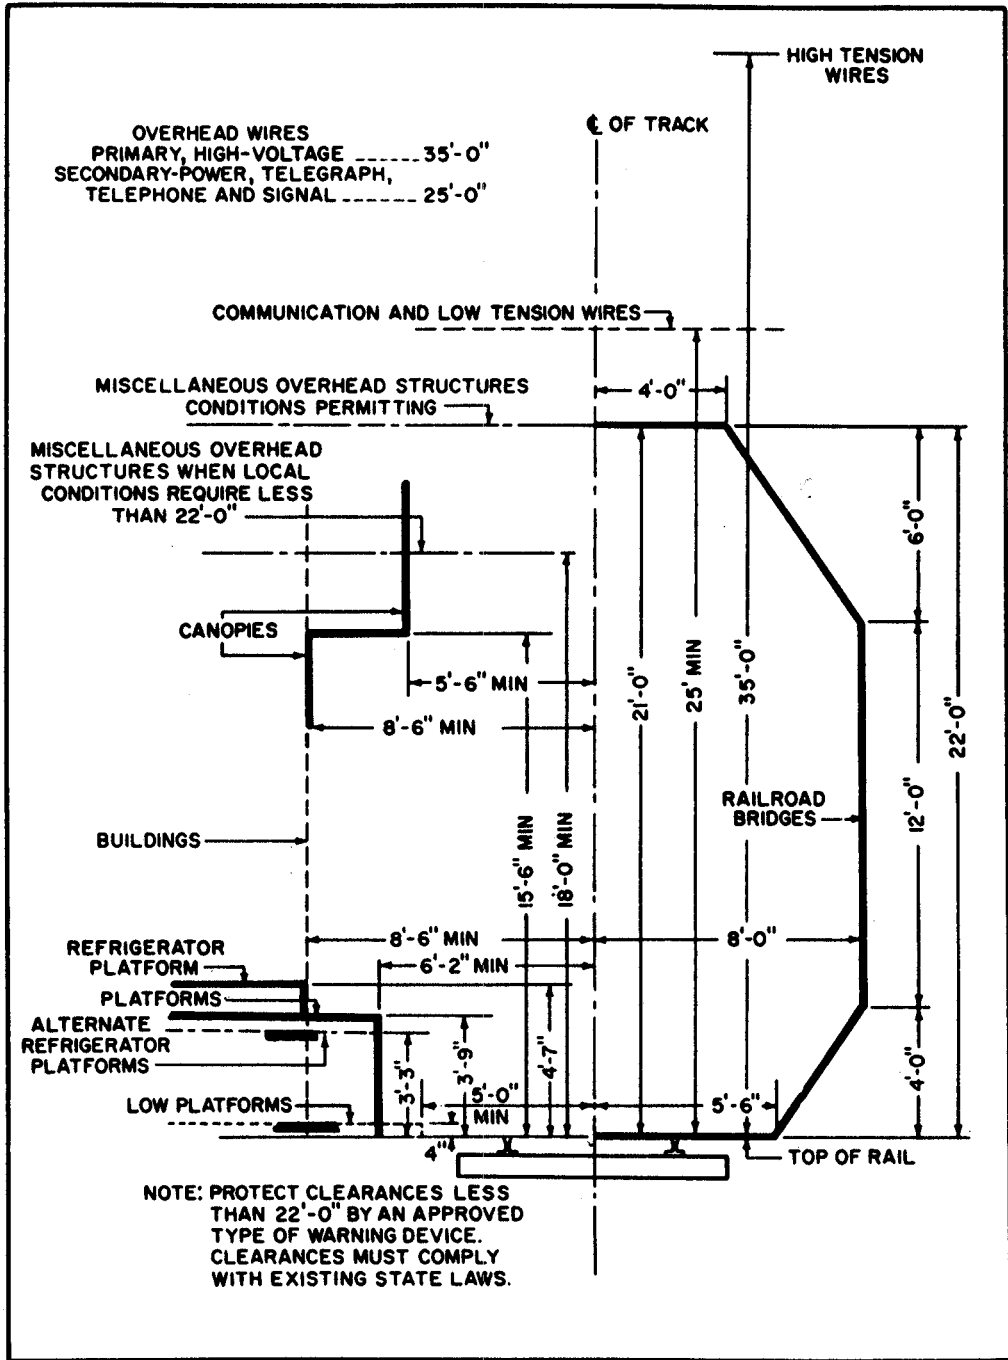 HIGH TENSION
WIRES
℄ OF TRACK
OVERHEAD WIRES
PRIMARY, HIGH-VOLTAGE ------ 35'-0"
SECONDARY-POWER, TELEGRAPH,
TELEPHONE AND SIGNAL ------ 25'-0"
COMMUNICATION AND LOW TENSION WIRES
MISCELLANEOUS OVERHEAD STRUCTURES
CONDITIONS PERMITTING
4'-0"
MISCELLANEOUS OVERHEAD
STRUCTURES WHEN LOCAL
CONDITIONS REQUIRE LESS
THAN 22'-0"
6'-0"
CANOPIES
5'-6" MIN
8'-6" MIN
21'-0"
25' MIN
35'-0"
22'-0"
BUILDINGS
15'-6" MIN
18'-0" MIN
RAILROAD
BRIDGES
12'-0"
8'-6" MIN
8'-0"
6'-2" MIN
REFRIGERATOR
PLATFORM
PLATFORMS
ALTERNATE
REFRIGERATOR
PLATFORMS
3'-3"
3'-9"
4'-7"
4'-0"
5'-0"
MIN
5'-6"
LOW PLATFORMS
4"
TOP OF RAIL
NOTE: PROTECT CLEARANCES LESS
THAN 22'-0" BY AN APPROVED
TYPE OF WARNING DEVICE.
CLEARANCES MUST COMPLY
WITH EXISTING STATE LAWS.